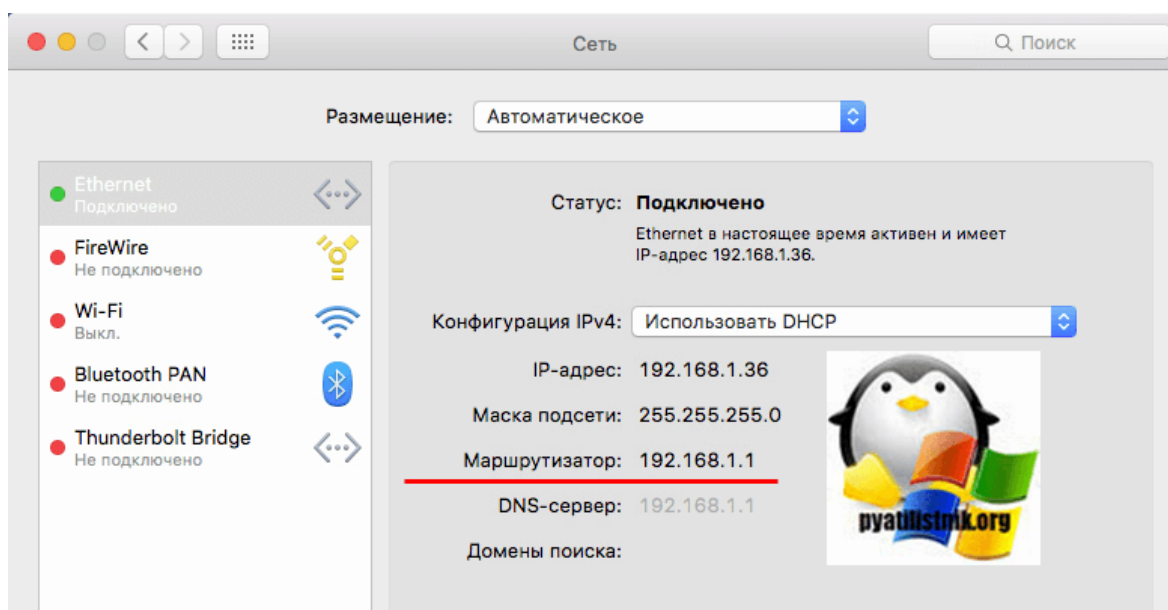 Сеть
Поиск
Размещение: Автоматическое
Ethernet
Подключено
FireWire
Не подключено
Wi-Fi
Выкл.
Bluetooth PAN
Не подключено
Thunderbolt Bridge
Не подключено
Статус: Подключено
Ethernet в настоящее время активен и имеет
IP-адрес 192.168.1.36.
Конфигурация IPv4: Использовать DHCP
IP-адрес: 192.168.1.36
Маска подсети: 255.255.255.0
Маршрутизатор: 192.168.1.1
DNS-сервер: 192.168.1.1
Домены поиска:
pyatilistnik.org